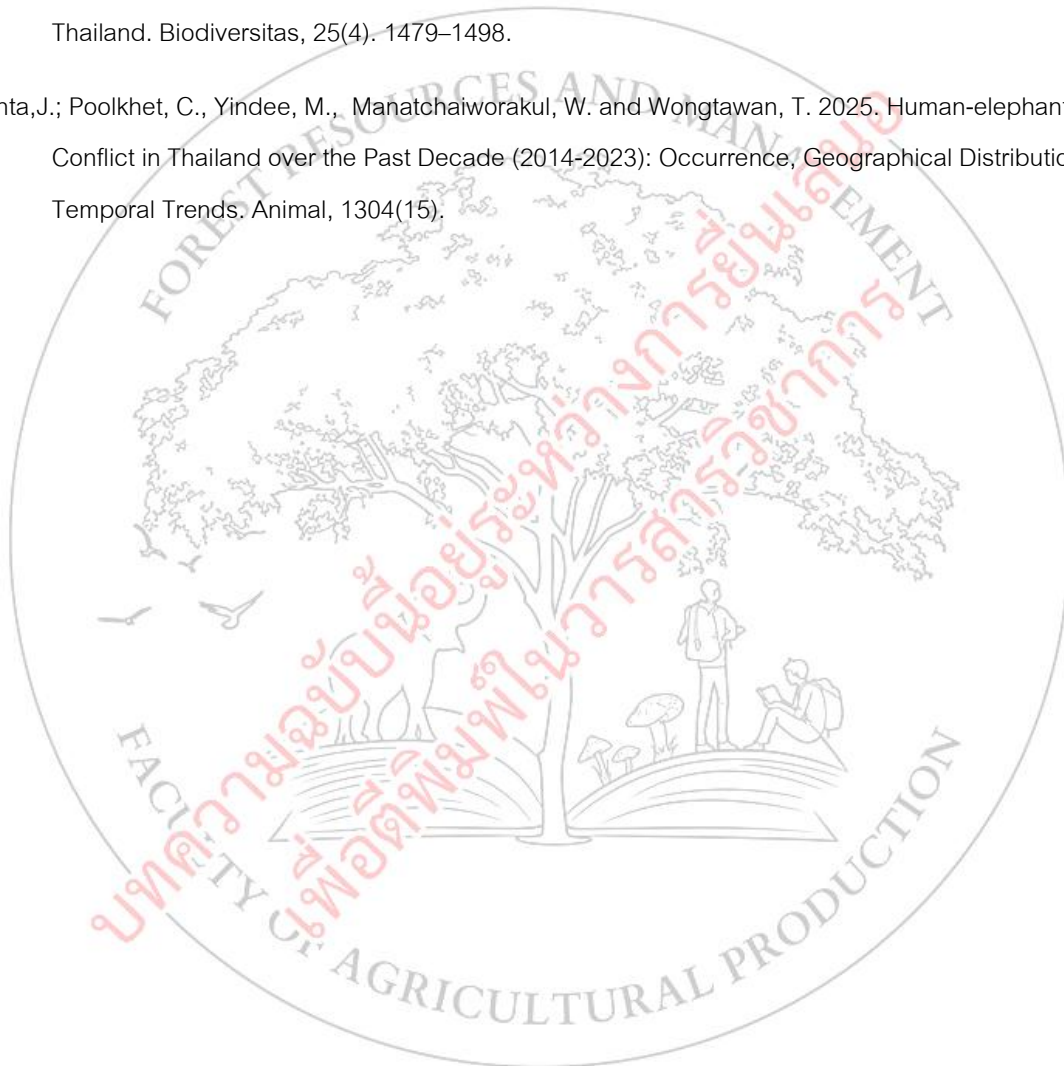 Thailand. Biodiversitas, 25(4). 1479–1498.
nta,J.; Poolkhet, C., Yindee, M., Manatchaiworakul, W. and Wongtawan, T. 2025. Human-elephant
Conflict in Thailand over the Past Decade (2014-2023): Occurrence, Geographical Distributio
Temporal Trends. Animal, 1304(15).
FOREST RESOURCES AND MANAGEMENT
บทความฉบับนี้อยู่ระหว่างการยื่นเสนอ
เพื่อตีพิมพ์ในวารสารวิชาการ
FACULTY OF AGRICULTURAL PRODUCTION